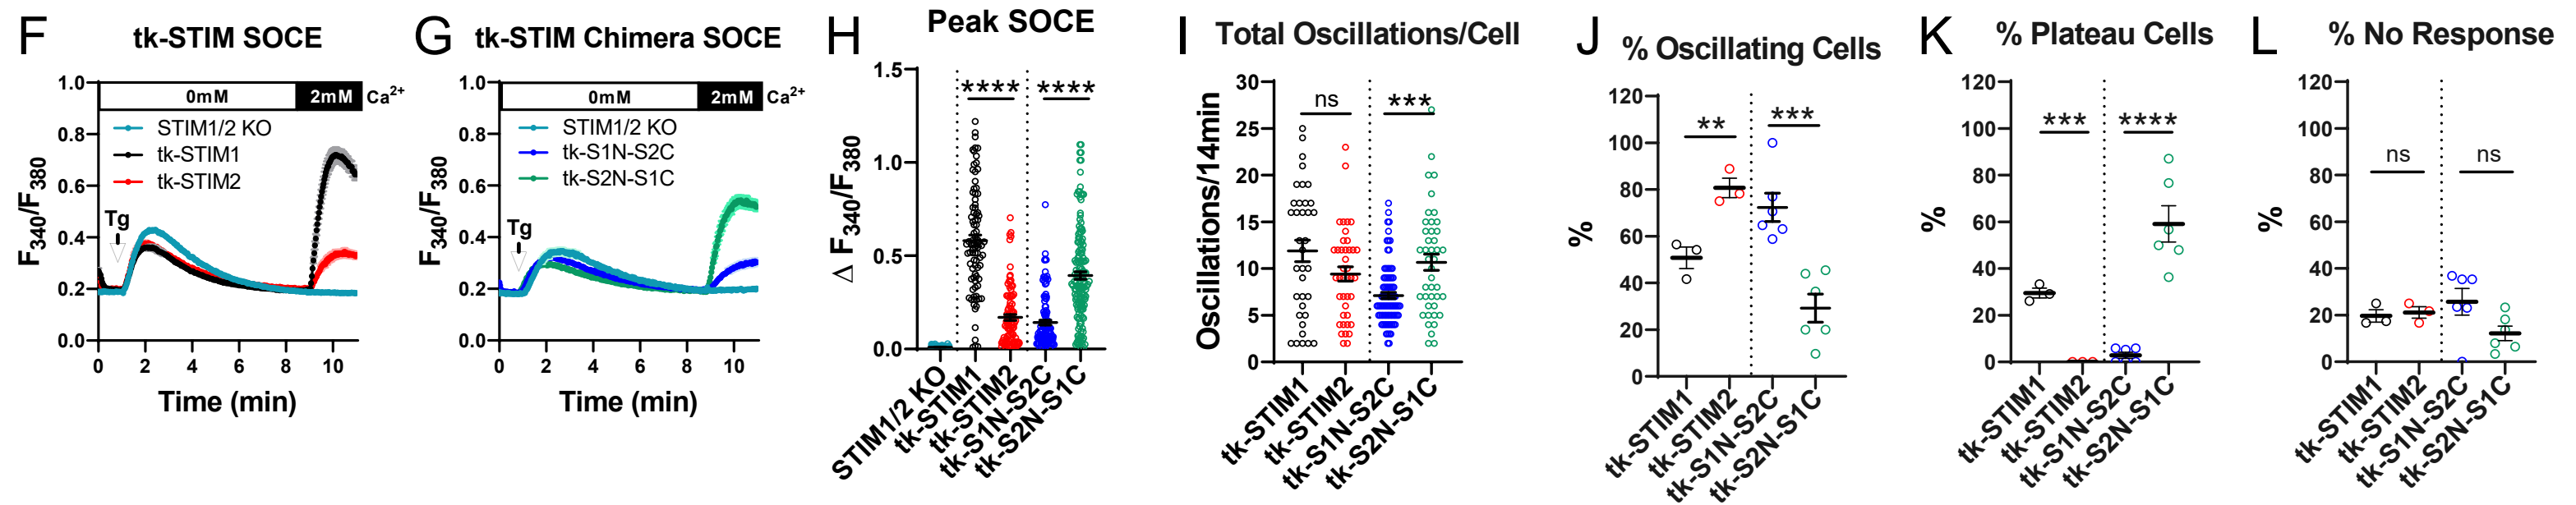 F tk-STIM SOCE
1.0
0.8
0.6
0.4
0.2
0.0
F340/F380
0mM 2mM Ca2+
STIM1/2 KO
tk-STIM1
tk-STIM2
Tg
0 2 4 6 8 10
Time (min)
G tk-STIM Chimera SOCE
1.0
0.8
0.6
0.4
0.2
0.0
F340/F380
0mM 2mM Ca2+
STIM1/2 KO
tk-S1N-S2C
tk-S2N-S1C
Tg
0 2 4 6 8 10
Time (min)
H Peak SOCE
1.5
1.0
0.5
0.0
Δ F340/F380
**** ****
STIM1/2 KO
tk-STIM1
tk-STIM2
tk-S1N-S2C
tk-S2N-S1C
I Total Oscillations/Cell
30
25
20
15
10
5
0
Oscillations/14min
ns ***
tk-STIM1
tk-STIM2
tk-S1N-S2C
tk-S2N-S1C
J % Oscillating Cells
120
100
80
60
40
20
0
%
** ***
tk-STIM1
tk-STIM2
tk-S1N-S2C
tk-S2N-S1C
K % Plateau Cells
120
100
80
60
40
20
0
%
*** ****
tk-STIM1
tk-STIM2
tk-S1N-S2C
tk-S2N-S1C
L % No Response
120
100
80
60
40
20
0
%
ns ns
tk-STIM1
tk-STIM2
tk-S1N-S2C
tk-S2N-S1C